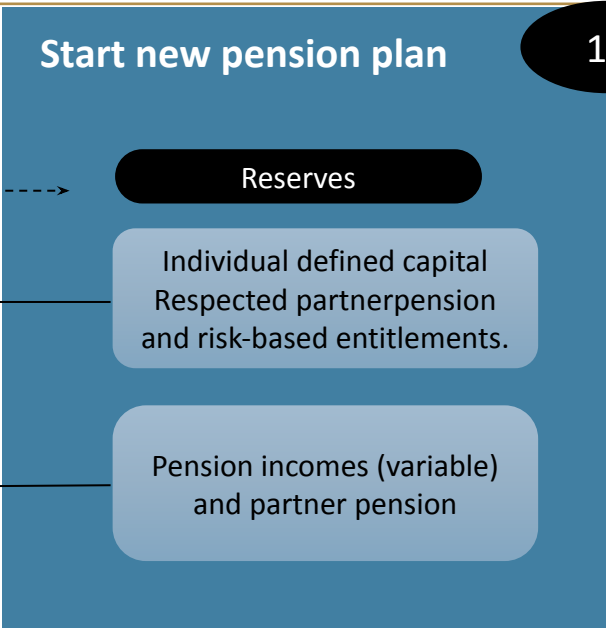 Start new pension plan
1
Reserves
Individual defined capital
Respected partnerpension
and risk-based entitlements.
Pension incomes (variable)
and partner pension